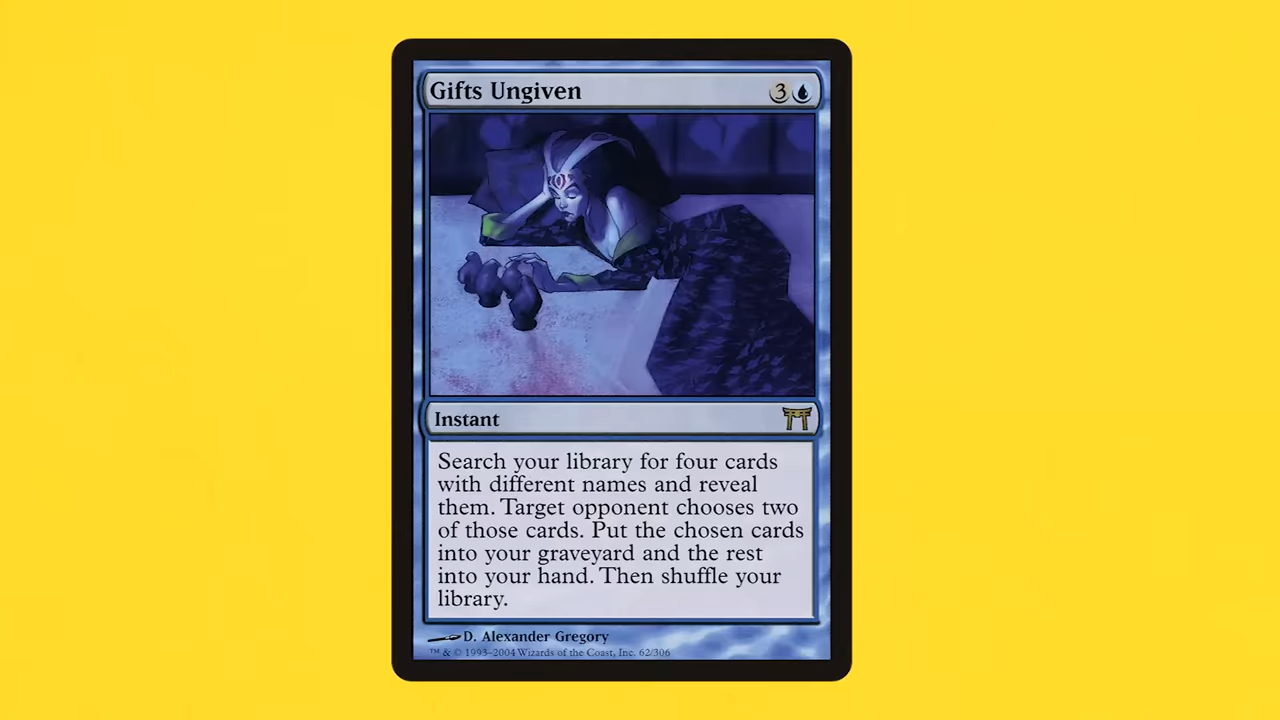 Gifts Ungiven 3
Instant
Search your library for four cards
with different names and reveal
them. Target opponent chooses two
of those cards. Put the chosen cards
into your graveyard and the rest
into your hand. Then shuffle your
library.
D. Alexander Gregory
™ & © 1993–2004 Wizards of the Coast, Inc. 62/306